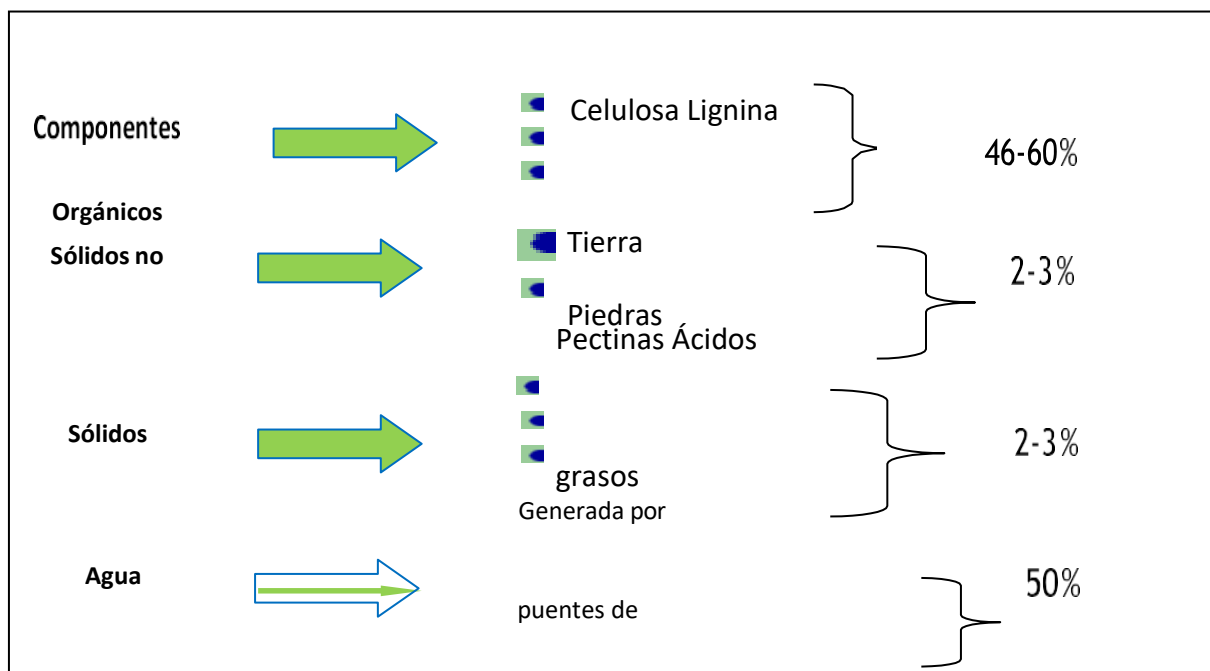 Componentes
Celulosa Lignina
46-60%
Orgánicos
Sólidos no
Tierra
2-3%
Piedras
Pectinas Ácidos
Sólidos
2-3%
grasos
Generada por
Agua
50%
puentes de